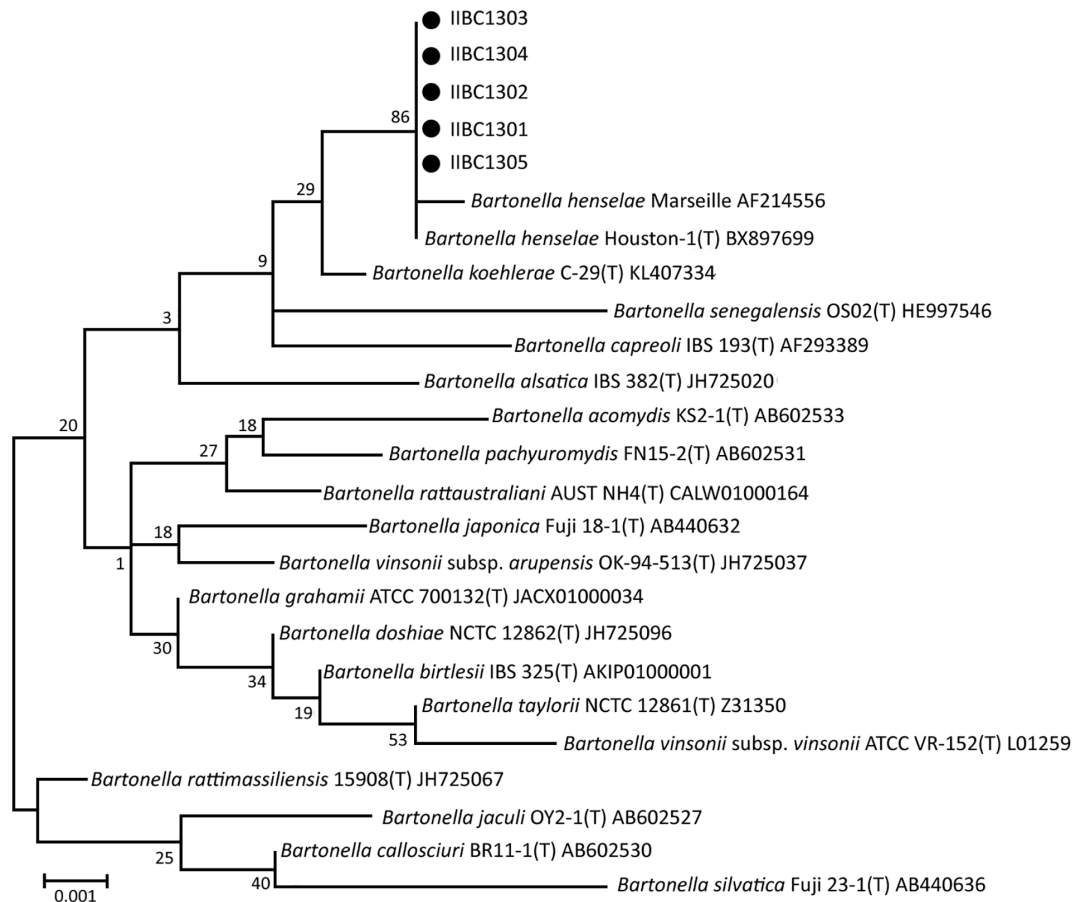 IIBC1303
IIBC1304
IIBC1302
IIBC1301
86
IIBC1305
29
Bartonella henselae Marseille AF214556
Bartonella henselae Houston-1(T) BX897699
9
Bartonella koehlerae C-29(T) KL407334
3
Bartonella senegalensis OS02(T) HE997546
Bartonella capreoli IBS 193(T) AF293389
Bartonella alsatica IBS 382(T) JH725020
20
18
Bartonella acomydis KS2-1(T) AB602533
27
Bartonella pachyuromydis FN15-2(T) AB602531
Bartonella rattaustraliani AUST NH4(T) CALW01000164
18
Bartonella japonica Fuji 18-1(T) AB440632
1
Bartonella vinsonii subsp. arupensis OK-94-513(T) JH725037
Bartonella grahamii ATCC 700132(T) JACX01000034
30
Bartonella doshiae NCTC 12862(T) JH725096
34
Bartonella birtlesii IBS 325(T) AKIP01000001
19
Bartonella taylorii NCTC 12861(T) Z31350
53
Bartonella vinsonii subsp. vinsonii ATCC VR-152(T) L01259
Bartonella rattimassiliensis 15908(T) JH725067
Bartonella jaculi OY2-1(T) AB602527
25
Bartonella callosciuri BR11-1(T) AB602530
40
Bartonella silvatica Fuji 23-1(T) AB440636
0.001